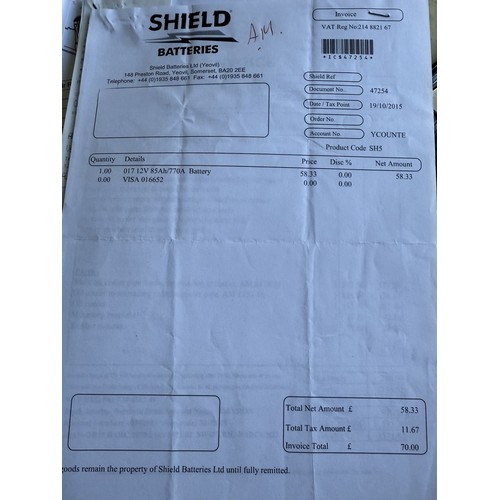 SHIELD
BATTERIES
A.M.
Invoice
VAT Reg No:214 8821 67
*IC847254*
Shield Batteries Ltd (Yeovil)
148 Preston Road, Yeovil, Somerset, BA20 2EE
Telephone: +44 (0)1935 848 661 Fax: +44 (0)1935 848 661
Shield Ref
Document No. 47254
Date / Tax Point 19/10/2015
Order No.
Account No. YCOUNTE
Product Code SH5
Quantity Details Price Disc % Net Amount
1.00 017 12V 85Ah/770A Battery 58.33 0.00 58.33
0.00 VISA 016652 0.00 0.00
Total Net Amount £ 58.33
Total Tax Amount £ 11.67
Invoice Total £ 70.00
goods remain the property of Shield Batteries Ltd until fully remitted.